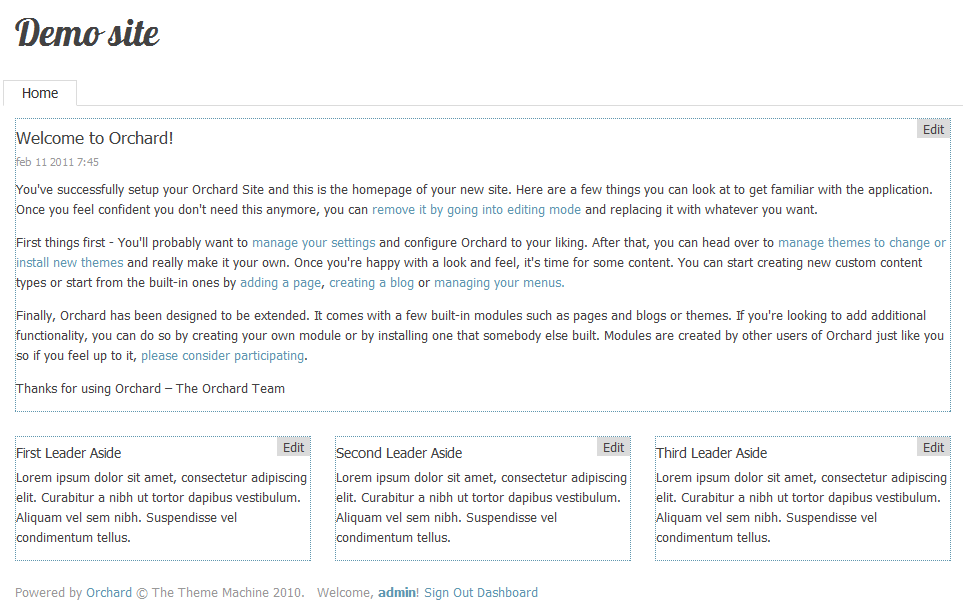 Demo site
Home
Edit
Welcome to Orchard!
feb 11 2011 7:45
You've successfully setup your Orchard Site and this is the homepage of your new site. Here are a few things you can look at to get familiar with the application.
Once you feel confident you don't need this anymore, you can remove it by going into editing mode and replacing it with whatever you want.
First things first - You'll probably want to manage your settings and configure Orchard to your liking. After that, you can head over to manage themes to change or
install new themes and really make it your own. Once you're happy with a look and feel, it's time for some content. You can start creating new custom content
types or start from the built-in ones by adding a page, creating a blog or managing your menus.
Finally, Orchard has been designed to be extended. It comes with a few built-in modules such as pages and blogs or themes. If you're looking to add additional
functionality, you can do so by creating your own module or by installing one that somebody else built. Modules are created by other users of Orchard just like you
so if you feel up to it, please consider participating.
Thanks for using Orchard – The Orchard Team
Edit
First Leader Aside
Lorem ipsum dolor sit amet, consectetur adipiscing
elit. Curabitur a nibh ut tortor dapibus vestibulum.
Aliquam vel sem nibh. Suspendisse vel
condimentum tellus.
Edit
Second Leader Aside
Lorem ipsum dolor sit amet, consectetur adipiscing
elit. Curabitur a nibh ut tortor dapibus vestibulum.
Aliquam vel sem nibh. Suspendisse vel
condimentum tellus.
Edit
Third Leader Aside
Lorem ipsum dolor sit amet, consectetur adipiscing
elit. Curabitur a nibh ut tortor dapibus vestibulum.
Aliquam vel sem nibh. Suspendisse vel
condimentum tellus.
Powered by Orchard © The Theme Machine 2010. Welcome, admin! Sign Out Dashboard